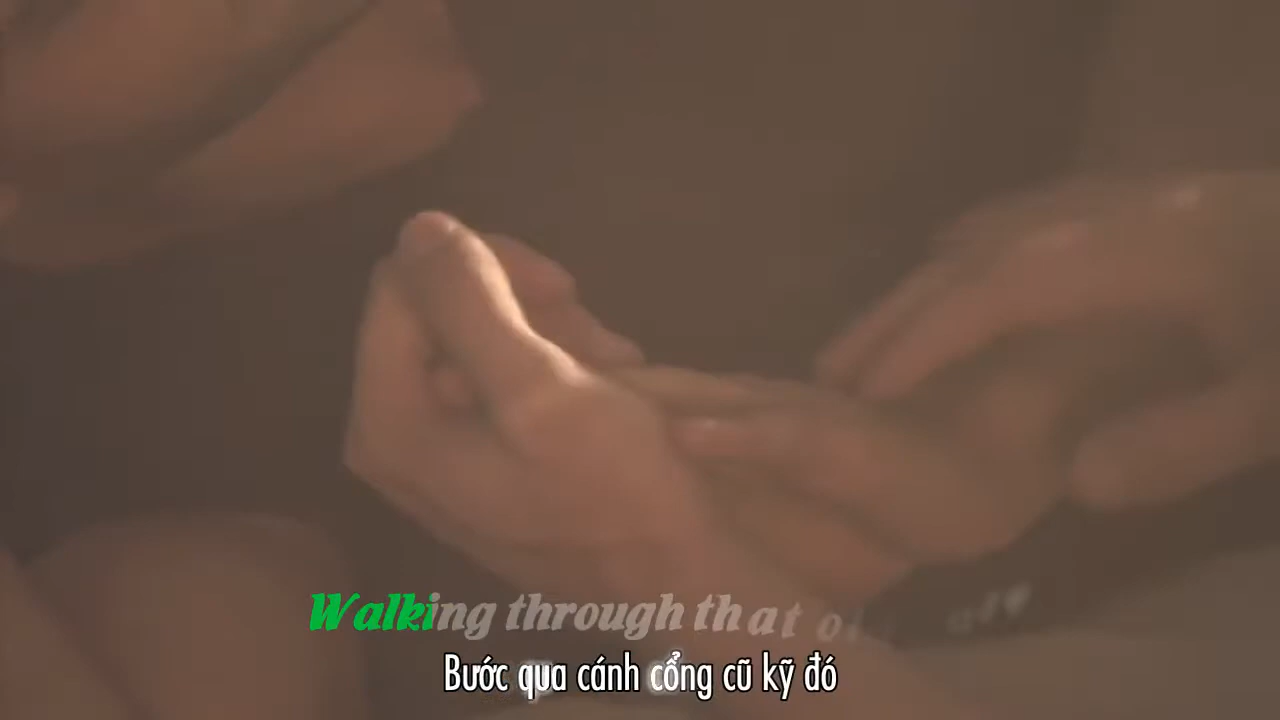 Walking through that
Bước qua cánh cổng cũ kỹ đó